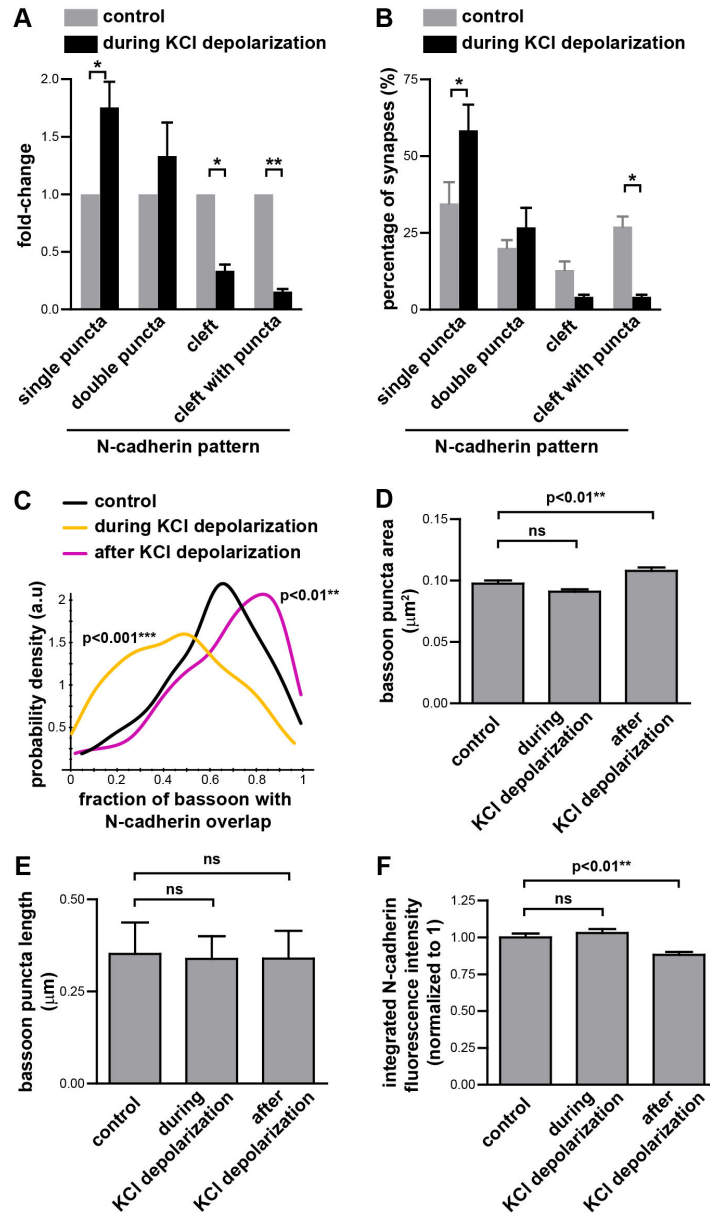 A
control
during KCl depolarization
*
*
**
2.0
1.5
1.0
0.5
0.0
fold-change
single puncta
double puncta
cleft
cleft with puncta
N-cadherin pattern
B
control
during KCl depolarization
*
*
75
50
25
0
percentage of synapses (%)
single puncta
double puncta
cleft
cleft with puncta
N-cadherin pattern
C
control
during KCl depolarization
after KCl depolarization
p<0.001***
p<0.01**
2
1.5
1
0.5
probability density (a.u)
0
0.2
0.4
0.6
0.8
1
fraction of bassoon with
N-cadherin overlap
D
p<0.01**
ns
0.15
0.10
0.05
0.00
bassoon puncta area
(μm²)
control
during
KCl depolarization
after
KCl depolarization
E
ns
ns
0.50
0.25
0.00
bassoon puncta length
(μm)
control
during
KCl depolarization
after
KCl depolarization
F
p<0.01**
ns
1.25
1.00
0.75
0.50
0.25
0.00
integrated N-cadherin
fluorescence intensity
(normalized to 1)
control
during
KCl depolarization
after
KCl depolarization